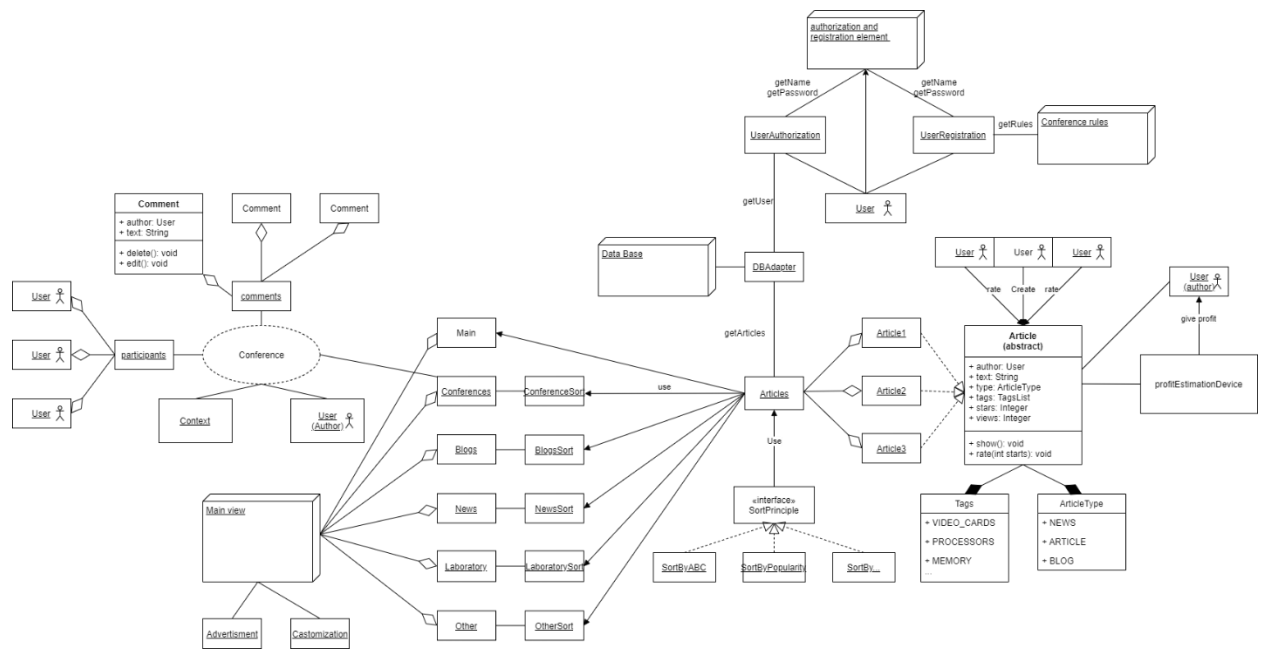 authorization and
registration element
getName
getPassword
getName
getPassword
UserAuthorization
UserRegistration
getRules
Conference rules
getUser
User
Comment
+ author: User
+ text: String
+ delete(): void
+ edit(): void
Comment
Comment
Data Base
DBAdapter
User
User
User
rate
Create
rate
User
(author)
give profit
User
comments
getArticles
Main
Article1
Article
(abstract)
+ author: User
+ text: String
+ type: ArticleType
+ tags: TagsList
+ stars: Integer
+ views: Integer
+ show(): void
+ rate(int starts): void
profitEstimationDevice
User
participants
Conference
User
Conferences
ConferenceSort
use
Articles
Article2
Context
User
(Author)
Blogs
BlogsSort
Use
Article3
Main view
News
NewsSort
«interface»
SortPrinciple
Tags
+ VIDEO_CARDS
+ PROCESSORS
+ MEMORY
...
ArticleType
+ NEWS
+ ARTICLE
+ BLOG
Laboratory
LaboratorySort
SortByABC
SortByPopularity
SortBy...
Other
OtherSort
Advertisment
Castomization